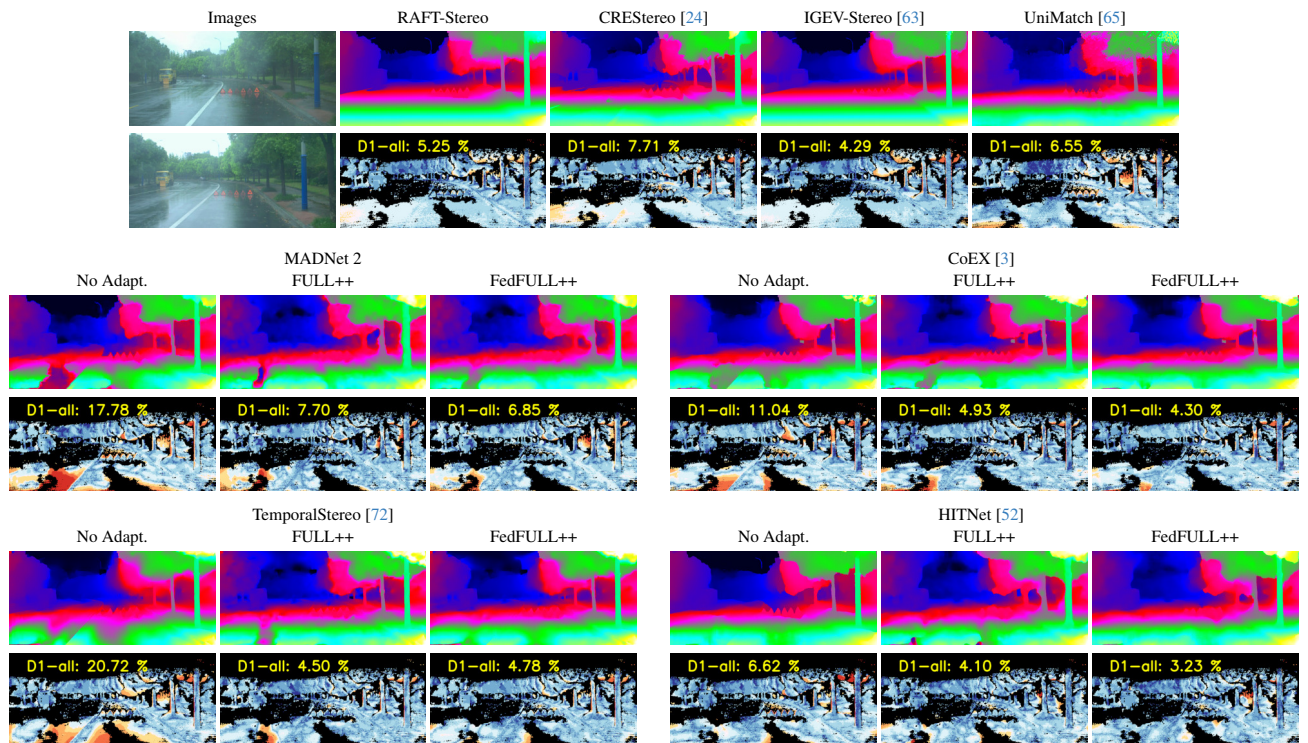 Images RAFT-Stereo CREStereo [24] IGEV-Stereo [63] UniMatch [65]
D1-all: 5.25 % D1-all: 7.71 % D1-all: 4.29 % D1-all: 6.55 %
MADNet 2 CoEX [3]
No Adapt. FULL++ FedFULL++ No Adapt. FULL++ FedFULL++
D1-all: 17.78 % D1-all: 7.70 % D1-all: 6.85 % D1-all: 11.04 % D1-all: 4.93 % D1-all: 4.30 %
TemporalStereo [72] HITNet [52]
No Adapt. FULL++ FedFULL++ No Adapt. FULL++ FedFULL++
D1-all: 20.72 % D1-all: 4.50 % D1-all: 4.78 % D1-all: 6.62 % D1-all: 4.10 % D1-all: 3.23 %